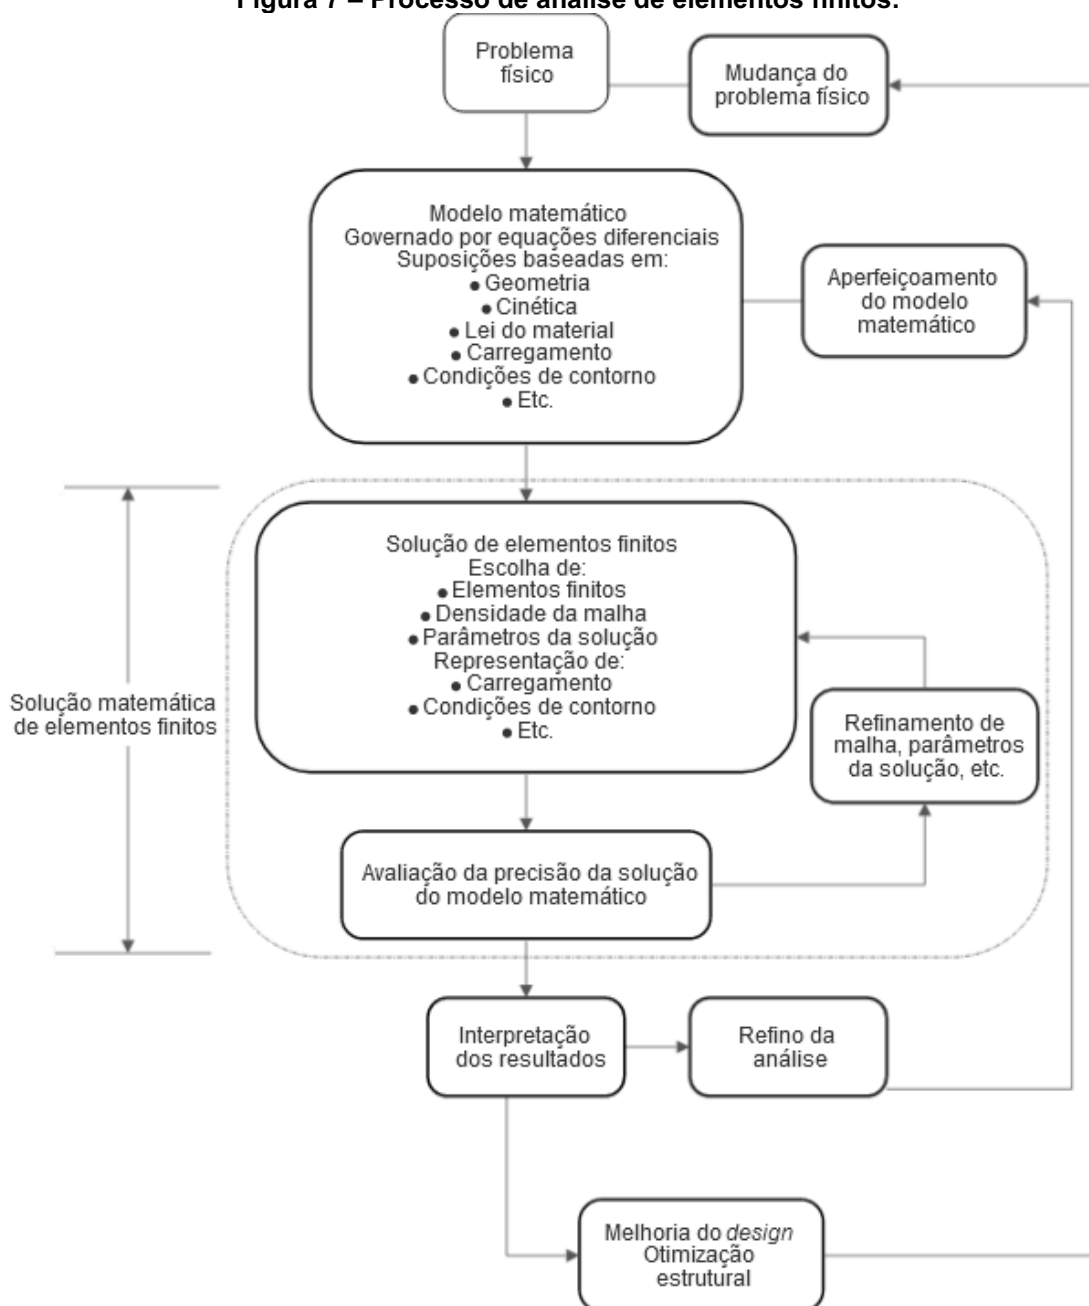 Figura 7 – Processo de análise de elementos finitos.
Problema
físico
Mudança do
problema físico
Modelo matemático
Governado por equações diferenciais
Suposições baseadas em:
● Geometria
● Cinética
● Lei do material
● Carregamento
● Condições de contorno
● Etc.
Aperfeiçoamento
do modelo
matemático
Solução de elementos finitos
Escolha de:
● Elementos finitos
● Densidade da malha
● Parâmetros da solução
Representação de:
● Carregamento
● Condições de contorno
● Etc.
Solução matemática
de elementos finitos
Refinamento de
malha, parâmetros
da solução, etc.
Avaliação da precisão da solução
do modelo matemático
Interpretação
dos resultados
Refino da
análise
Melhoria do design
Otimização
estrutural